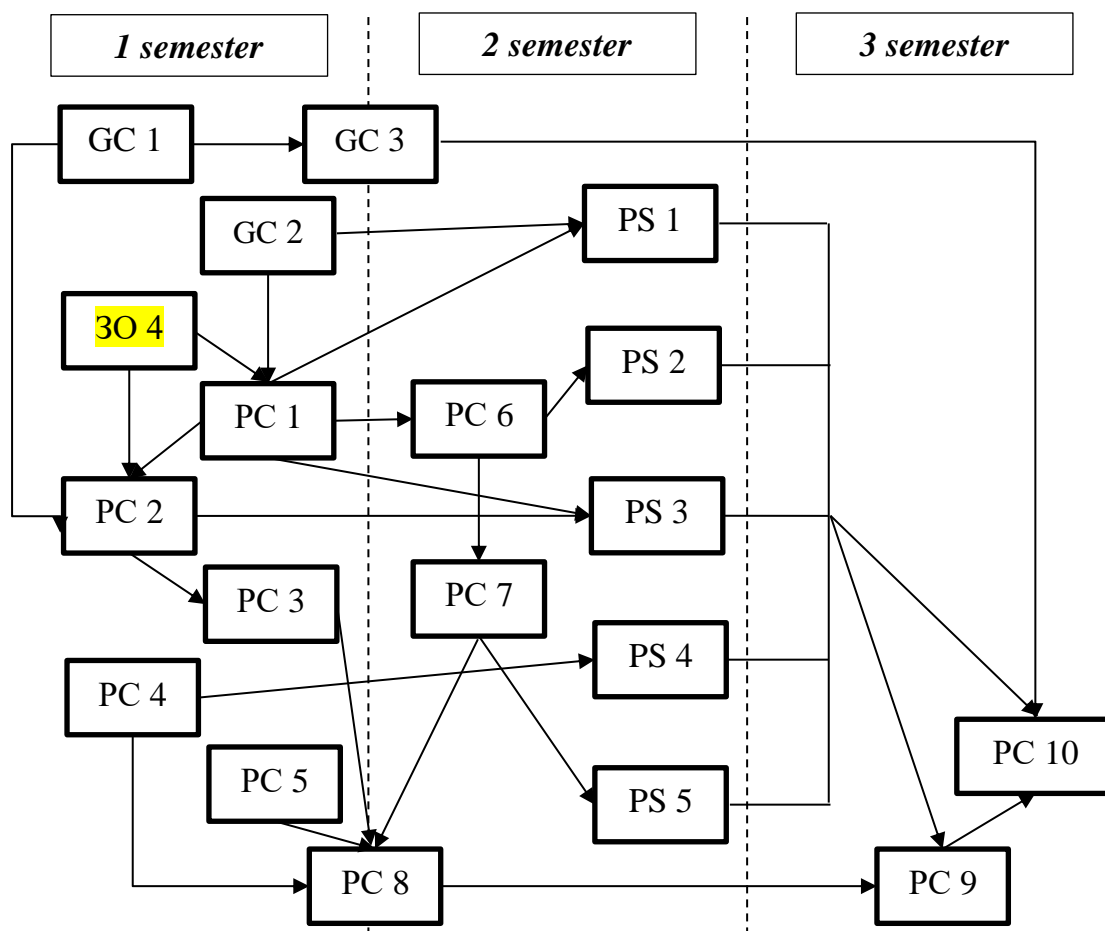 1 semester
2 semester
3 semester
GC 1
GC 3
GC 2
PS 1
ЗО 4
PS 2
PC 1
PC 6
PC 2
PS 3
PC 3
PC 7
PS 4
PC 4
PC 10
PC 5
PS 5
PC 8
PC 9